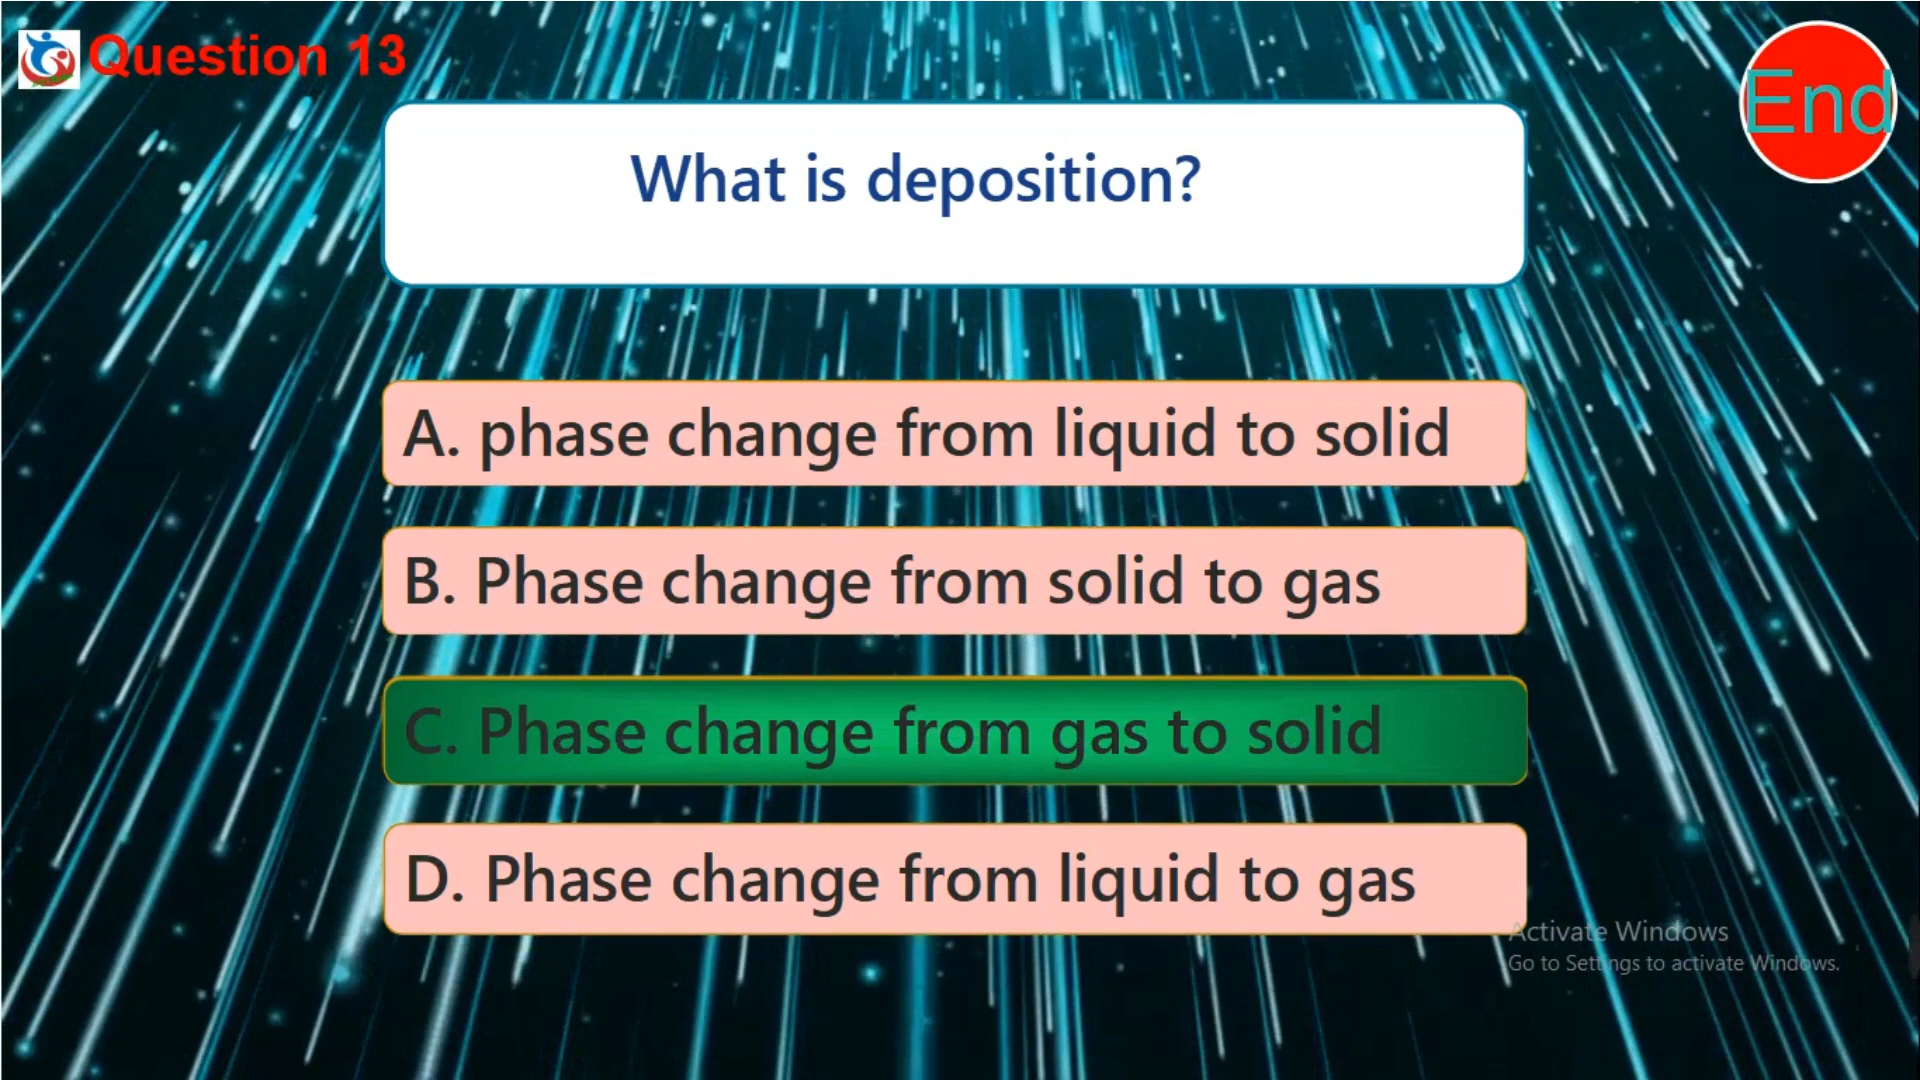 Question 13
End
What is deposition?
A. phase change from liquid to solid
B. Phase change from solid to gas
C. Phase change from gas to solid
D. Phase change from liquid to gas
Activate Windows
Go to Settings to activate Windows.